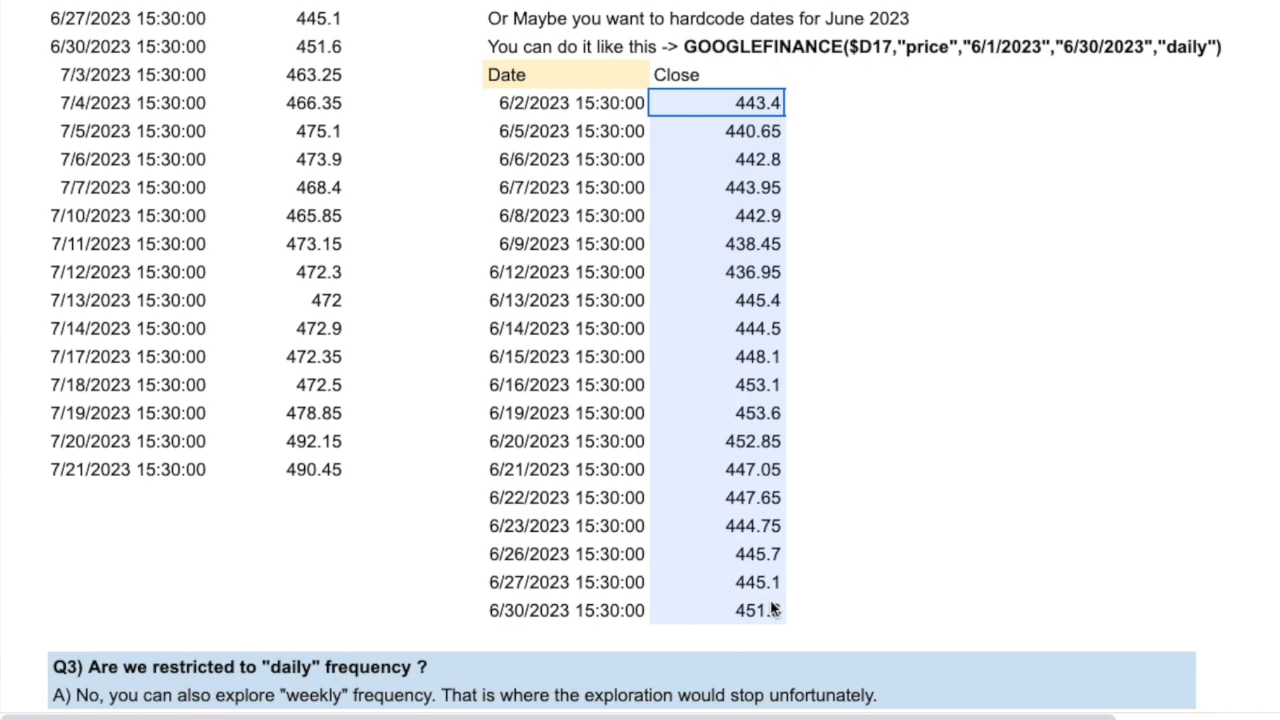 6/27/2023 15:30:00 445.1 Or Maybe you want to hardcode dates for June 2023
6/30/2023 15:30:00 451.6 You can do it like this -> GOOGLEFINANCE($D17,"price","6/1/2023","6/30/2023","daily")
7/3/2023 15:30:00 463.25 Date Close
7/4/2023 15:30:00 466.35 6/2/2023 15:30:00 443.4
7/5/2023 15:30:00 475.1 6/5/2023 15:30:00 440.65
7/6/2023 15:30:00 473.9 6/6/2023 15:30:00 442.8
7/7/2023 15:30:00 468.4 6/7/2023 15:30:00 443.95
7/10/2023 15:30:00 465.85 6/8/2023 15:30:00 442.9
7/11/2023 15:30:00 473.15 6/9/2023 15:30:00 438.45
7/12/2023 15:30:00 472.3 6/12/2023 15:30:00 436.95
7/13/2023 15:30:00 472 6/13/2023 15:30:00 445.4
7/14/2023 15:30:00 472.9 6/14/2023 15:30:00 444.5
7/17/2023 15:30:00 472.35 6/15/2023 15:30:00 448.1
7/18/2023 15:30:00 472.5 6/16/2023 15:30:00 453.1
7/19/2023 15:30:00 478.85 6/19/2023 15:30:00 453.6
7/20/2023 15:30:00 492.15 6/20/2023 15:30:00 452.85
7/21/2023 15:30:00 490.45 6/21/2023 15:30:00 447.05
6/22/2023 15:30:00 447.65
6/23/2023 15:30:00 444.75
6/26/2023 15:30:00 445.7
6/27/2023 15:30:00 445.1
6/30/2023 15:30:00
Q3) Are we restricted to "daily" frequency ?
A) No, you can also explore "weekly" frequency. That is where the exploration would stop unfortunately.